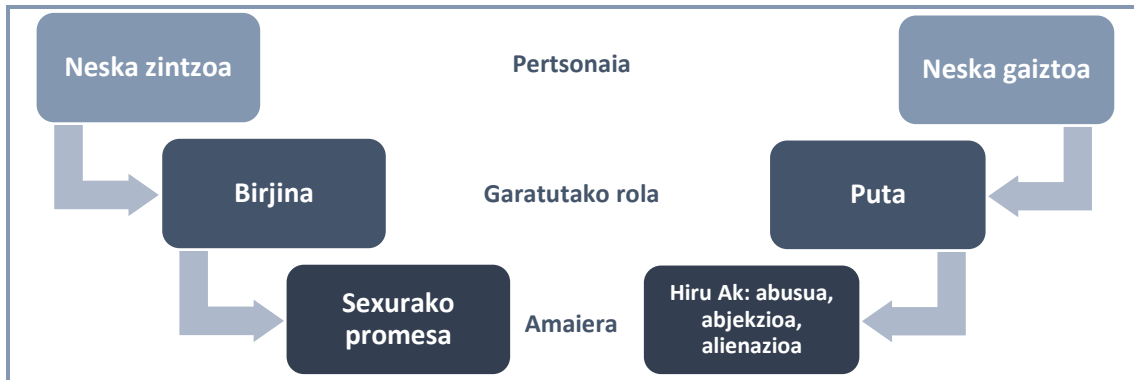 Neska zintzoa
Pertsonaia
Neska gaiztoa
Birjina
Garatutako rola
Puta
Sexurako
promesa
Amaiera
Hiru Ak: abusua,
abjekzioa,
alienazioa